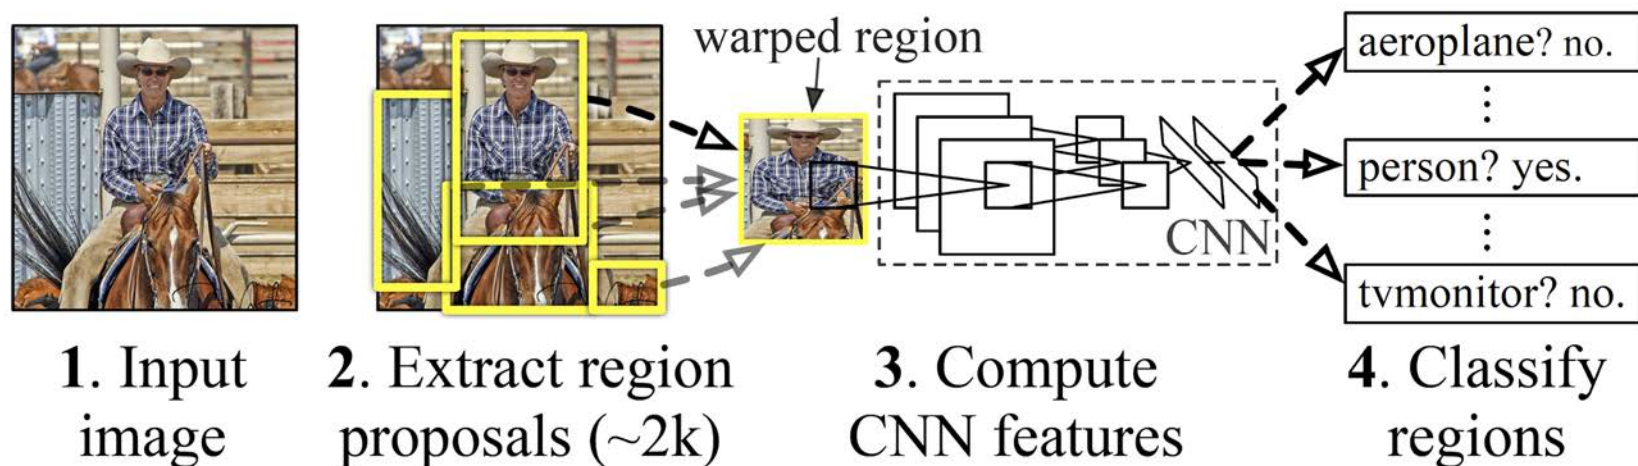 warped region
aeroplane? no.
person? yes.
CNN
tvmonitor? no.
1. Input
image
2. Extract region
proposals (~2k)
3. Compute
CNN features
4. Classify
regions